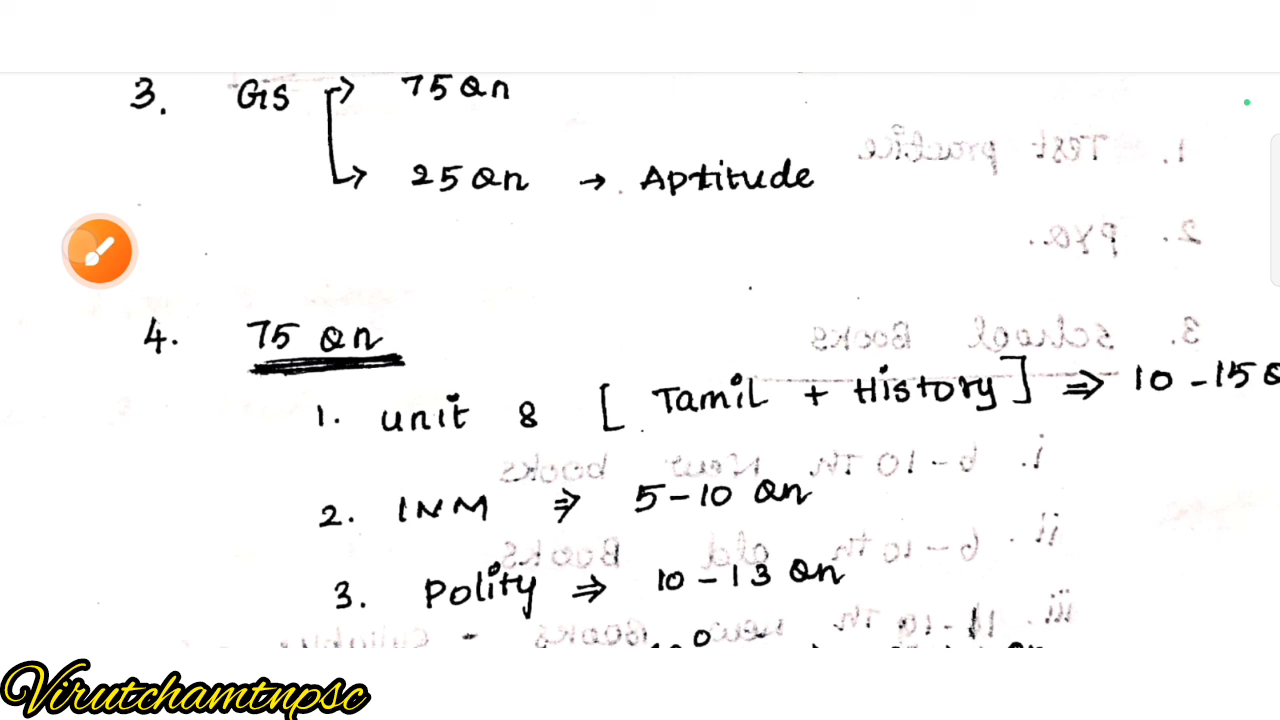 3. GS → 75 Qn
→ 25 Qn → Aptitude
4. 75 Qn
1. unit 8 [ Tamil + History ] ⇒ 10 - 15 Q
2. INM ⇒ 5 - 10 Qn
3. Polity ⇒ 10 - 13 Qn
1. Test practice
2. PYQ.
3. School Books
i. 6-10 Th New books
ii. 6-10 th old Books
Virutchamtnpsc